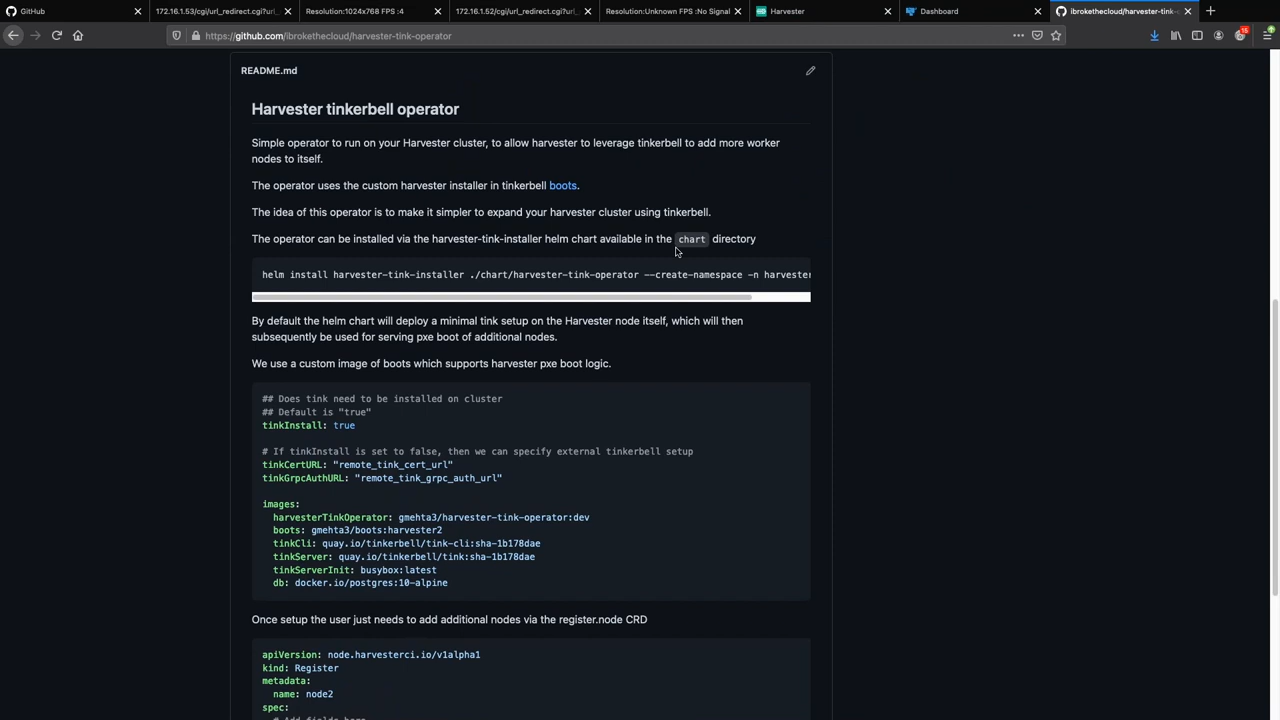 GitHub
172.16.1.53/cgi/url_redirect.cgi?url_
Resolution:1024x768 FPS :4
172.16.1.52/cgi/url_redirect.cgi?url_
Resolution:Unknown FPS :No Signal
Harvester
Dashboard
ibrokethecloud/harvester-tink-
https://github.com/ibrokethecloud/harvester-tink-operator
15
README.md
Harvester tinkerbell operator
Simple operator to run on your Harvester cluster, to allow harvester to leverage tinkerbell to add more worker
nodes to itself.
The operator uses the custom harvester installer in tinkerbell boots.
The idea of this operator is to make it simpler to expand your harvester cluster using tinkerbell.
The operator can be installed via the harvester-tink-installer helm chart available in the chart directory
helm install harvester-tink-installer ./chart/harvester-tink-operator --create-namespace -n harvester
By default the helm chart will deploy a minimal tink setup on the Harvester node itself, which will then
subsequently be used for serving pxe boot of additional nodes.
We use a custom image of boots which supports harvester pxe boot logic.
## Does tink need to be installed on cluster
## Default is "true"
tinkInstall: true
# If tinkInstall is set to false, then we can specify external tinkerbell setup
tinkCertURL: "remote_tink_cert_url"
tinkGrpcAuthURL: "remote_tink_grpc_auth_url"
images:
harvesterTinkOperator: gmehta3/harvester-tink-operator:dev
boots: gmehta3/boots:harvester2
tinkCli: quay.io/tinkerbell/tink-cli:sha-1b178dae
tinkServer: quay.io/tinkerbell/tink:sha-1b178dae
tinkServerInit: busybox:latest
db: docker.io/postgres:10-alpine
Once setup the user just needs to add additional nodes via the register.node CRD
apiVersion: node.harvesterci.io/v1alpha1
kind: Register
metadata:
name: node2
spec:
# Add fields here